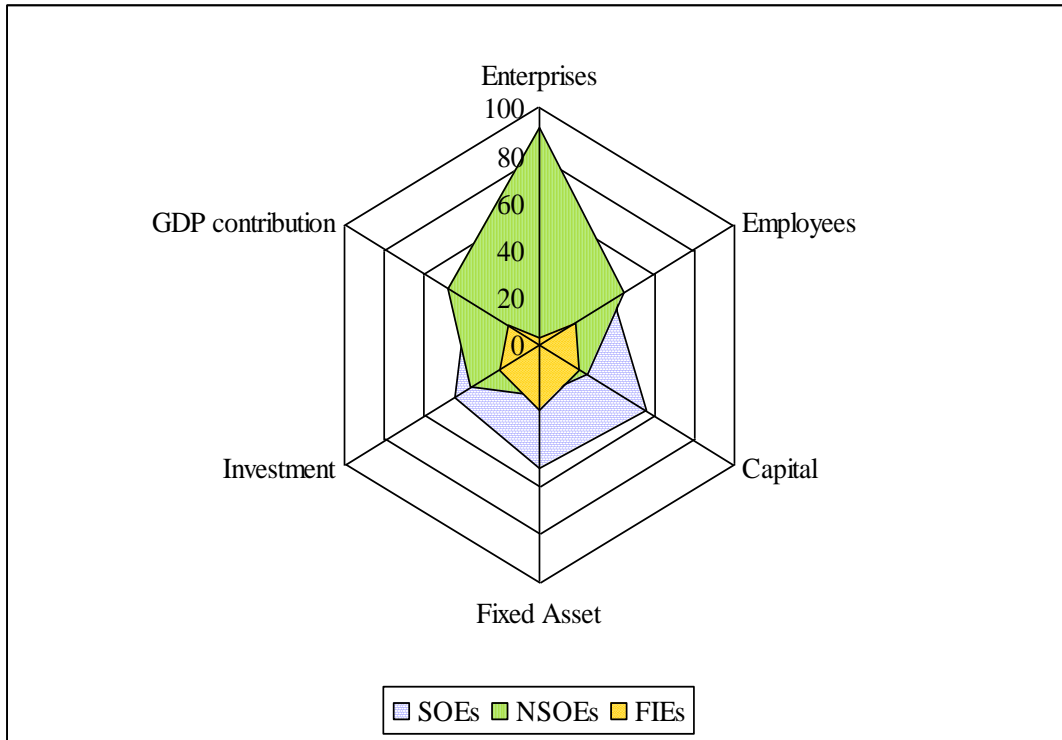 Enterprises
100
80
60
40
20
0
GDP contribution
Employees
Investment
Capital
Fixed Asset
SOEs NSOEs FIEs